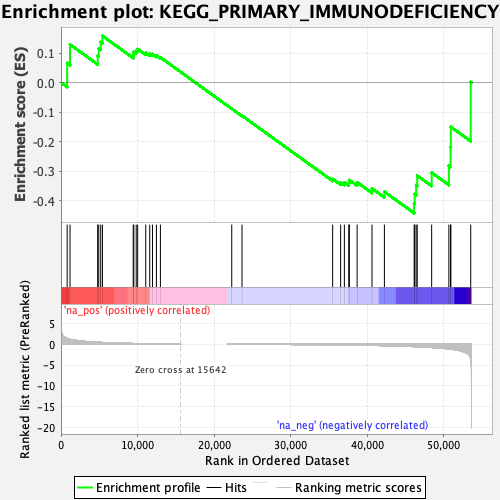 Enrichment plot: KEGG_PRIMARY_IMMUNODEFICIENCY
Enrichment score (ES)
0.1
0.0
-0.1
-0.2
-0.3
-0.4
'na_pos' (positively correlated)
Ranked list metric (PreRanked)
5
0
-5
-10
-15
-20
Zero cross at 15642
'na_neg' (negatively correlated)
0 10,000 20,000 30,000 40,000 50,000
Rank in Ordered Dataset
Enrichment profile Hits Ranking metric scores